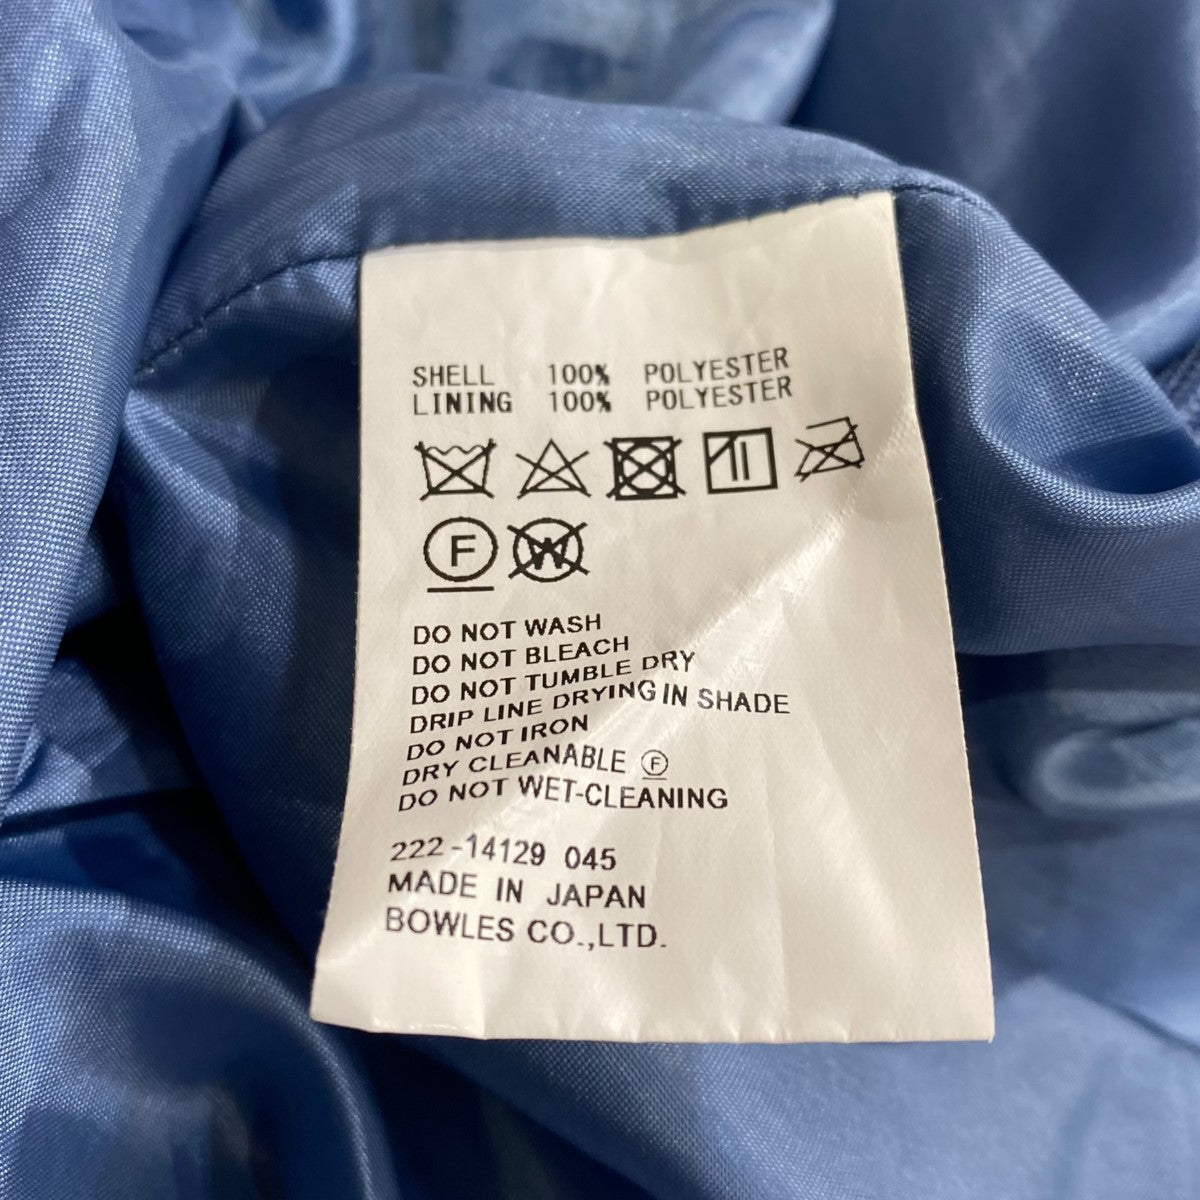 SHELL 100% POLYESTER
LINING 100% POLYESTER
F W
DO NOT WASH
DO NOT BLEACH
DO NOT TUMBLE DRY
DRIP LINE DRYING IN SHADE
DO NOT IRON
DRY CLEANABLE Ⓕ
DO NOT WET-CLEANING
222-14129 045
MADE IN JAPAN
BOWLES CO.,LTD.